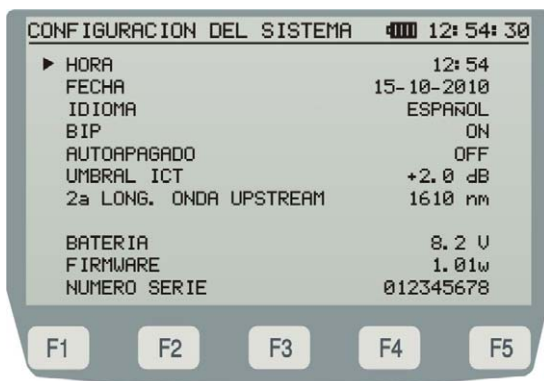 CONFIGURACION DEL SISTEMA 12:54:30
HORA 12:54
FECHA 15-10-2010
IDIOMA ESPAÑOL
BIP ON
AUTOAPAGADO OFF
UMBRAL ICT +2.0 dB
2a LONG. ONDA UPSTREAM 1610 nm
BATERIA 8.2 V
FIRMWARE 1.01w
NUMERO SERIE 012345678
F1 F2 F3 F4 F5